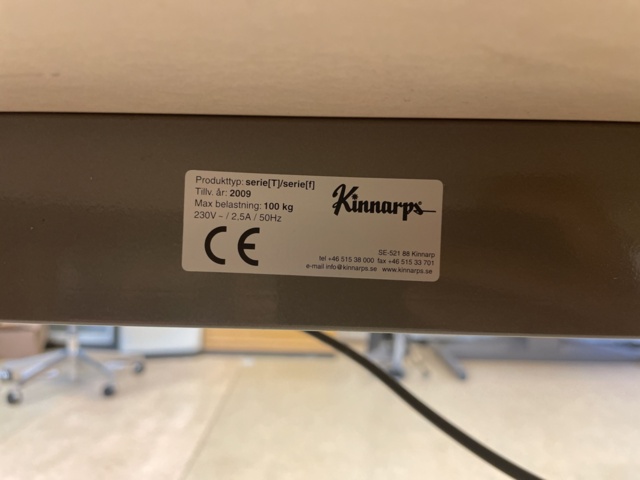 Produkttyp: serie[T]/serie[f]
Tillv. år: 2009
Max belastning: 100 kg
230V ~ / 2,5A / 50Hz
CE
Kinnarps
SE-521 88 Kinnarp
tel +46 515 38 000 fax +46 515 33 701
e-mail info@kinnarps.se www.kinnarps.se